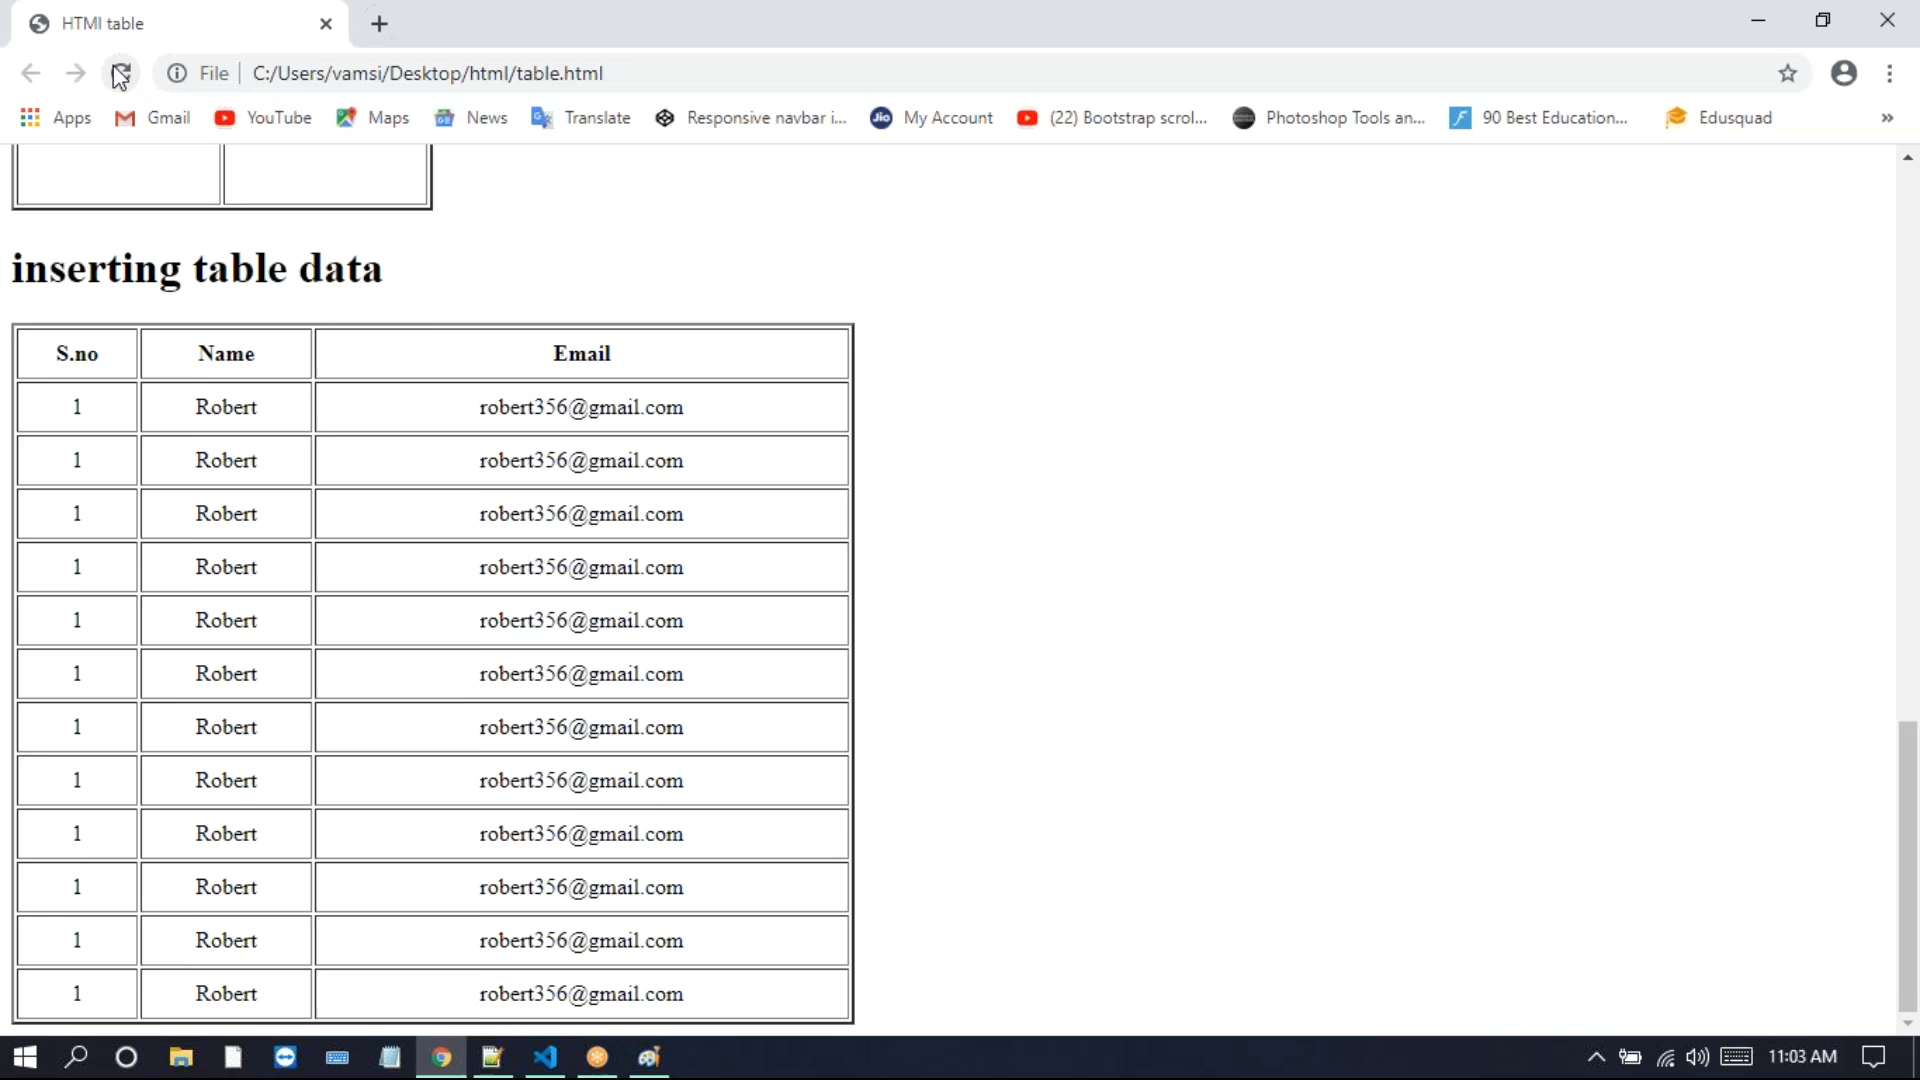 HTMl table
File C:/Users/vamsi/Desktop/html/table.html
Apps Gmail YouTube Maps News Translate Responsive navbar i... My Account (22) Bootstrap scrol... Photoshop Tools an... 90 Best Education... Edusquad »
inserting table data
S.no Name Email
1 Robert robert356@gmail.com
1 Robert robert356@gmail.com
1 Robert robert356@gmail.com
1 Robert robert356@gmail.com
1 Robert robert356@gmail.com
1 Robert robert356@gmail.com
1 Robert robert356@gmail.com
1 Robert robert356@gmail.com
1 Robert robert356@gmail.com
1 Robert robert356@gmail.com
1 Robert robert356@gmail.com
1 Robert robert356@gmail.com
11:03 AM